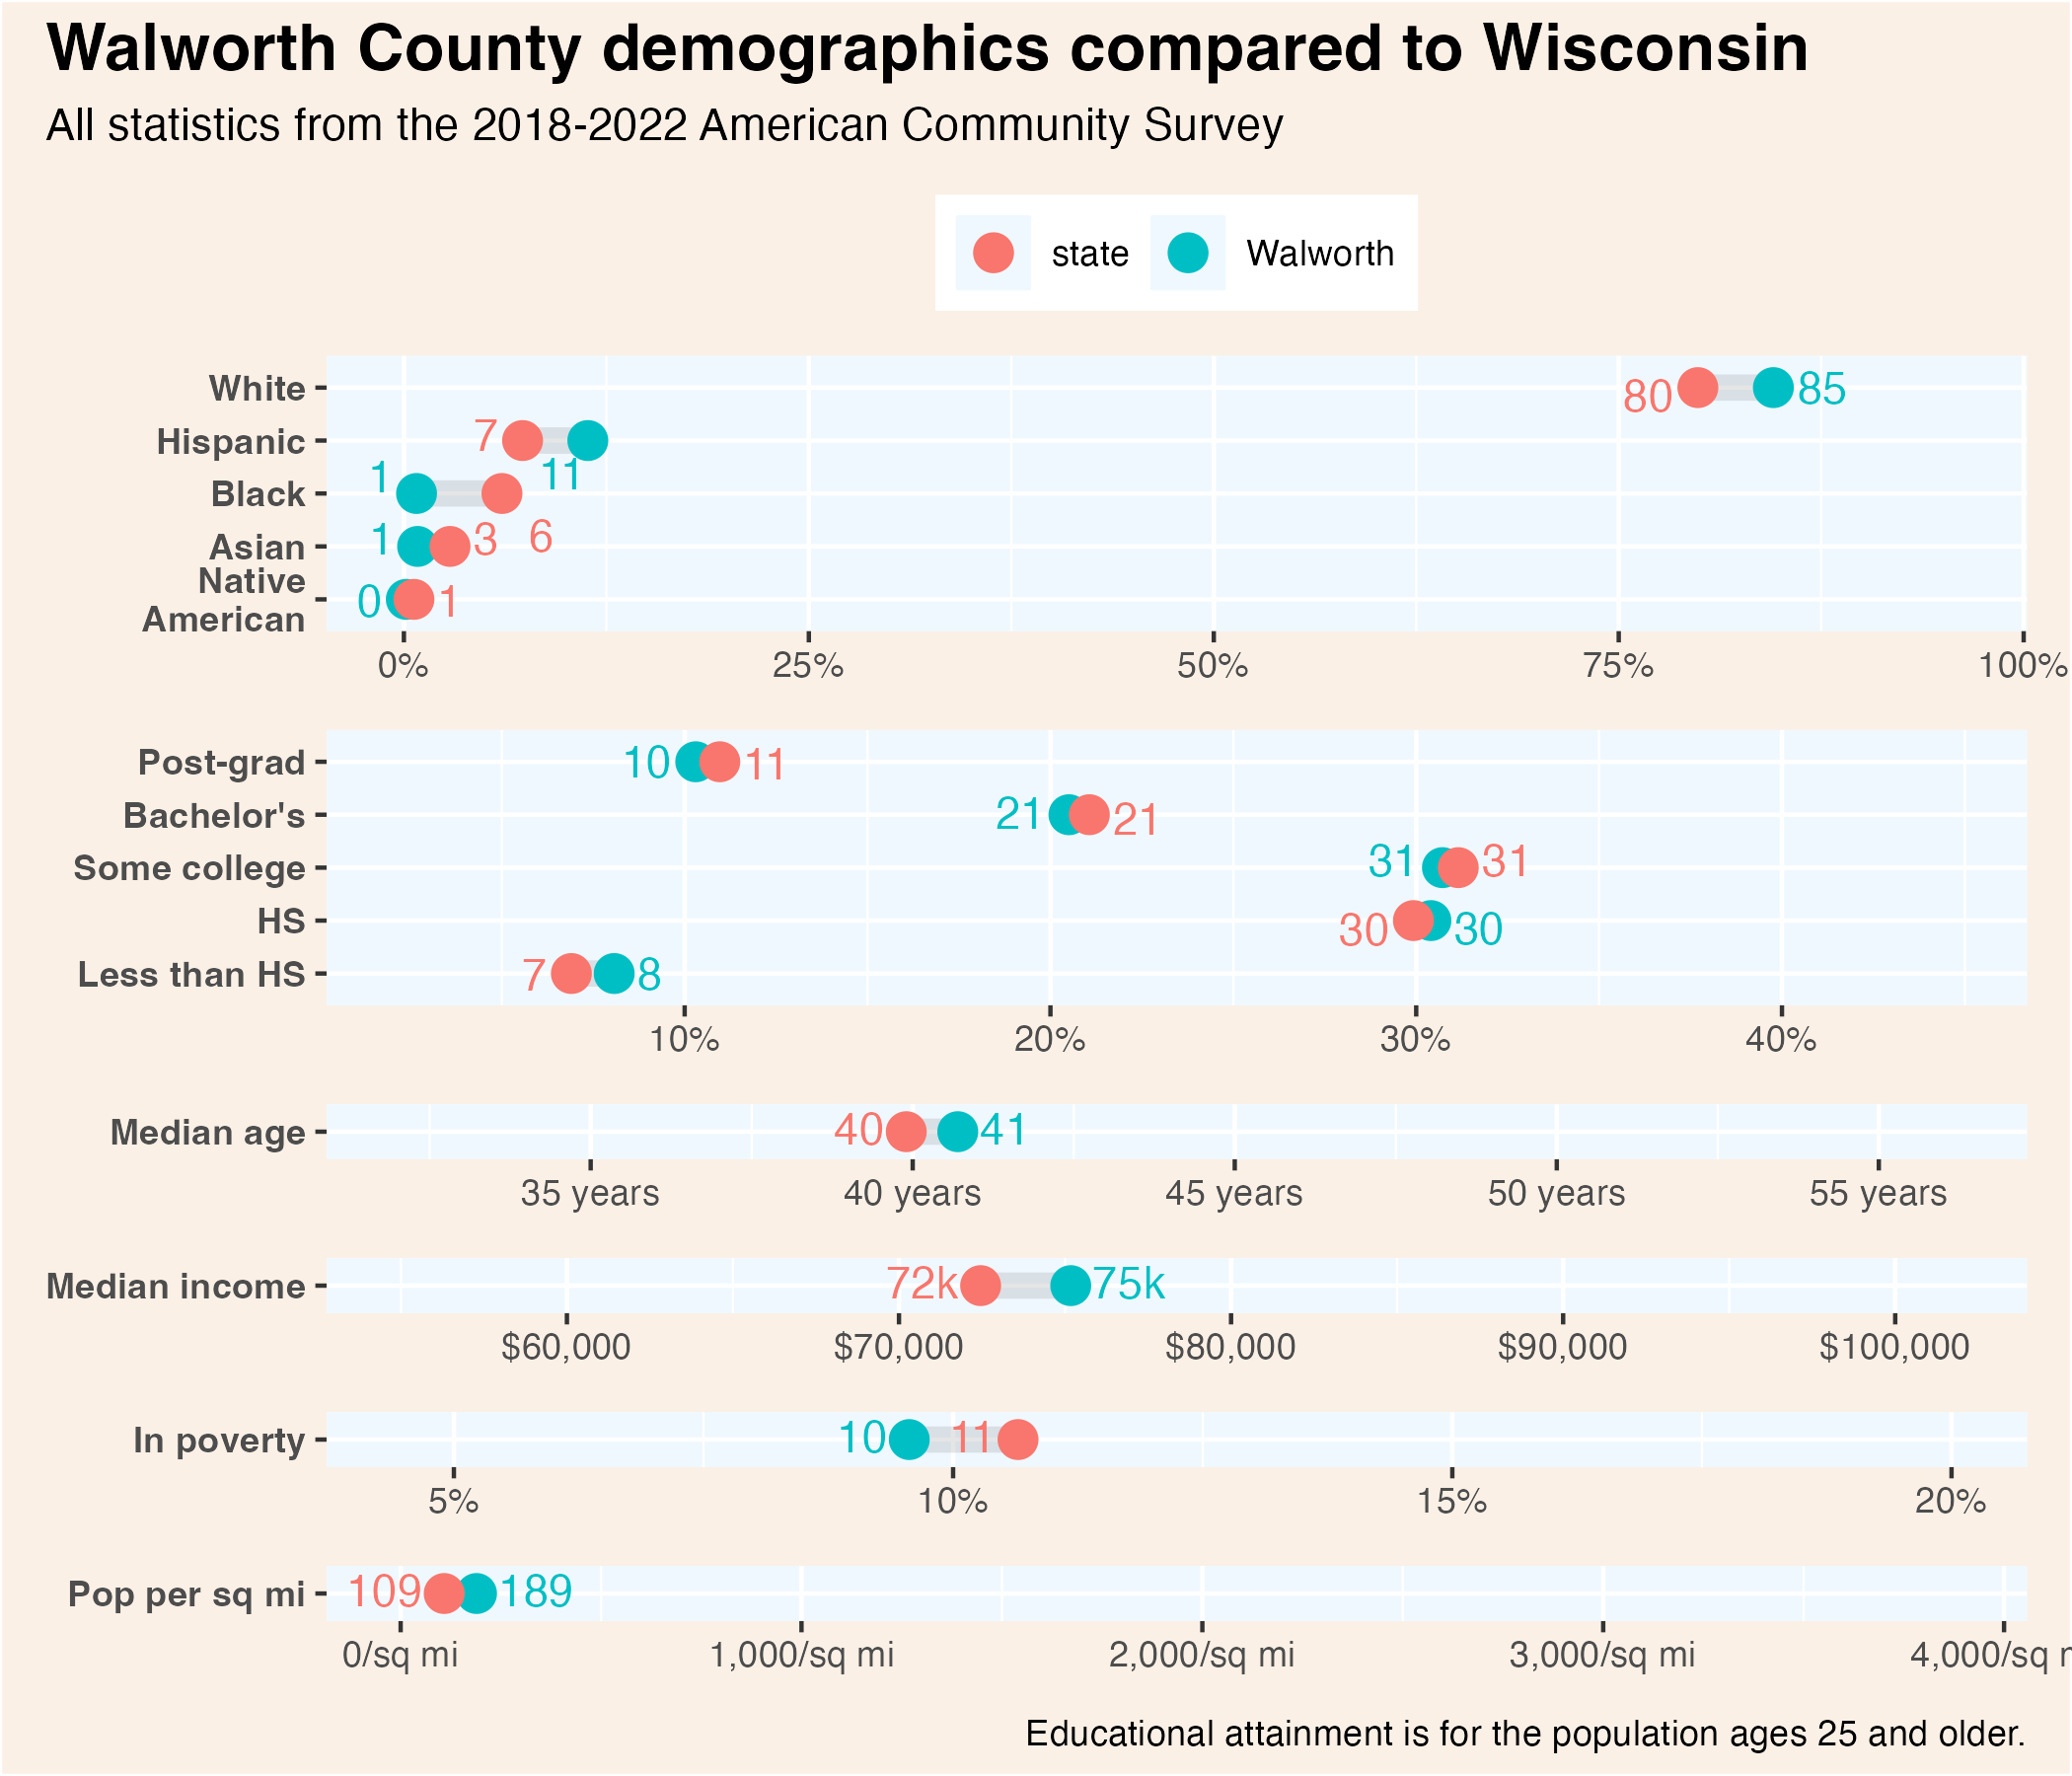 Walworth County demographics compared to Wisconsin
All statistics from the 2018-2022 American Community Survey
state Walworth
White 80 85
Hispanic 7 11
Black 1 6
Asian 1 3
Native
American 0 1
0% 25% 50% 75% 100%
Post-grad 10 11
Bachelor's 21 21
Some college 31 31
HS 30 30
Less than HS 7 8
10% 20% 30% 40%
Median age 40 41
35 years 40 years 45 years 50 years 55 years
Median income 72k 75k
$60,000 $70,000 $80,000 $90,000 $100,000
In poverty 10 11
5% 10% 15% 20%
Pop per sq mi 109 189
0/sq mi 1,000/sq mi 2,000/sq mi 3,000/sq mi 4,000/sq
Educational attainment is for the population ages 25 and older.